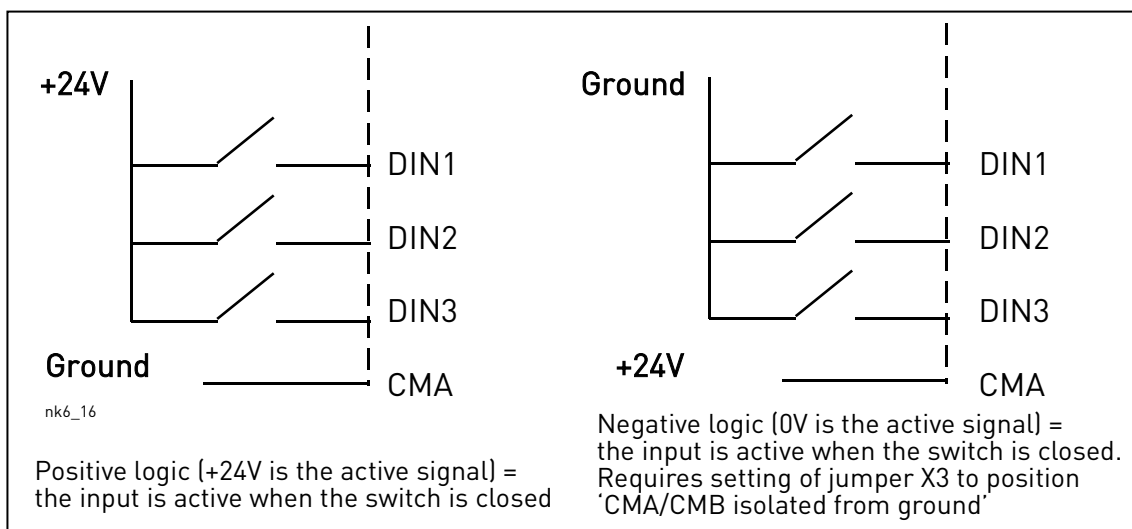 +24V
DIN1
DIN2
DIN3
Ground
CMA
nk6_16
Positive logic (+24V is the active signal) =
the input is active when the switch is closed
Ground
DIN1
DIN2
DIN3
+24V
CMA
Negative logic (0V is the active signal) =
the input is active when the switch is closed.
Requires setting of jumper X3 to position
‘CMA/CMB isolated from ground’